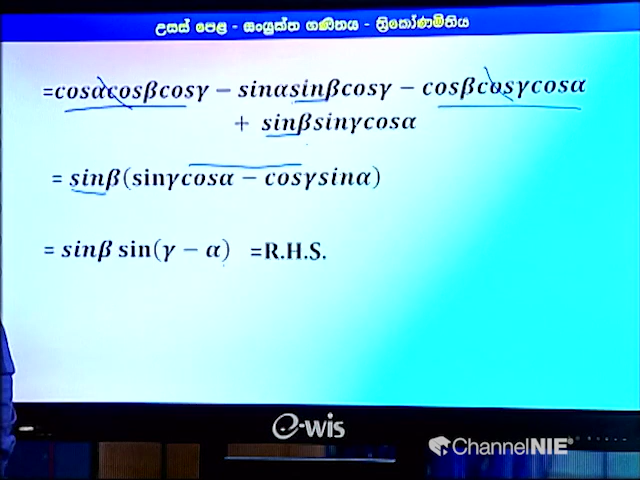 උසස් පෙළ - සංයුක්ත ගණිතය - ත්‍රිකෝණමිතිය
=cosαcosβcosγ − sinαsinβcosγ − cosβcosγcosα
+ sinβsinγcosα
= sinβ(sinγcosα − cosγsinα)
= sinβ sin(γ − α) =R.H.S.
e-wis
ChannelNIE